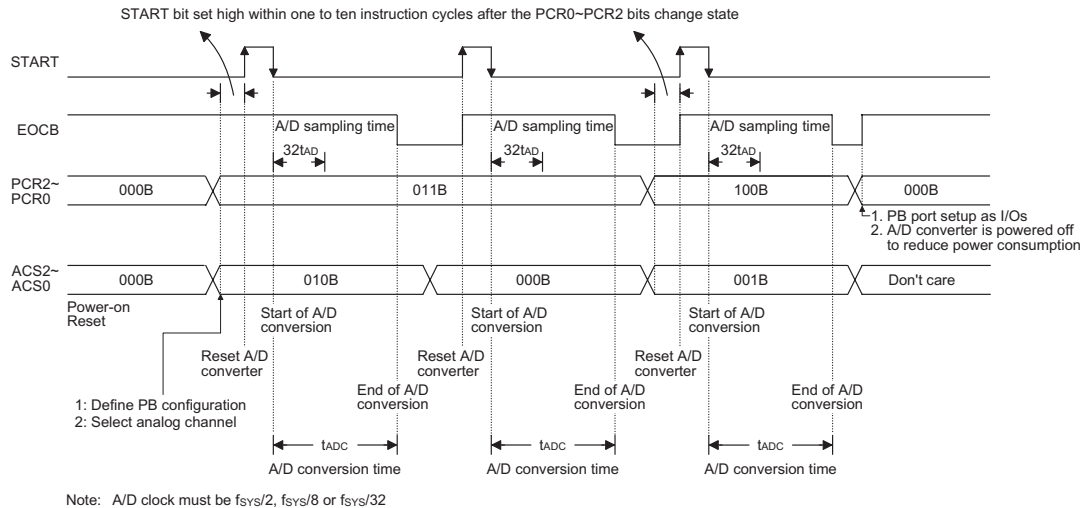 START bit set high within one to ten instruction cycles after the PCR0~PCR2 bits change state
START
EOCB
A/D sampling time
A/D sampling time
A/D sampling time
32tAD
32tAD
32tAD
PCR2~
PCR0
000B
011B
100B
000B
1. PB port setup as I/Os
2. A/D converter is powered off
to reduce power consumption
ACS2~
ACS0
000B
010B
000B
001B
Don't care
Power-on
Reset
Start of A/D
conversion
Start of A/D
conversion
Start of A/D
conversion
Reset A/D
converter
Reset A/D
converter
Reset A/D
converter
1: Define PB configuration
2: Select analog channel
End of A/D
conversion
End of A/D
conversion
End of A/D
conversion
tADC
tADC
tADC
A/D conversion time
A/D conversion time
A/D conversion time
Note: A/D clock must be fSYS/2, fSYS/8 or fSYS/32